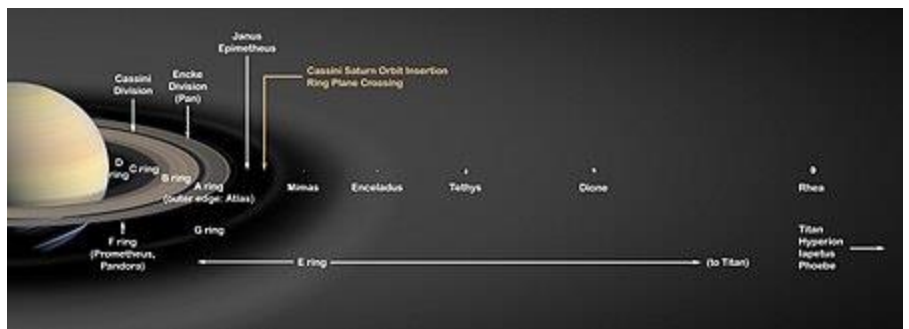 Janus
Epimetheus
Cassini Saturn Orbit Insertion
Ring Plane Crossing
Cassini
Division
Encke
Division
(Pan)
D
ring
C ring
B ring
A ring
(outer edge: Atlas)
Mimas
Enceladus
Tethys
Dione
Rhea
G ring
F ring
(Prometheus,
Pandora)
E ring
(to Titan)
Titan
Hyperion
Iapetus
Phoebe